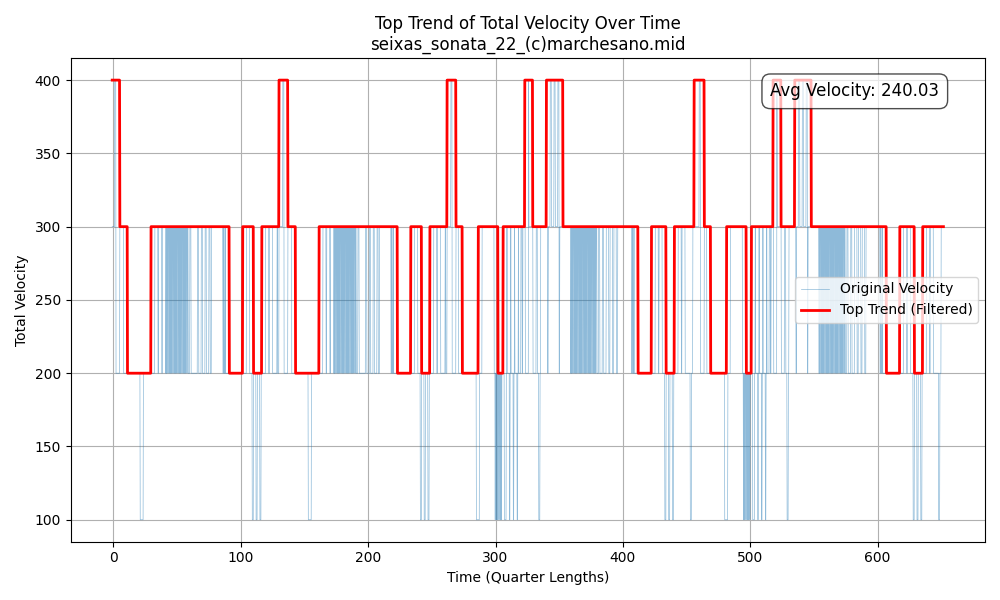 Top Trend of Total Velocity Over Time
seixas_sonata_22_(c)marchesano.mid
Avg Velocity: 240.03
400
350
300
250
200
150
100
Total Velocity
Original Velocity
Top Trend (Filtered)
0 100 200 300 400 500 600
Time (Quarter Lengths)